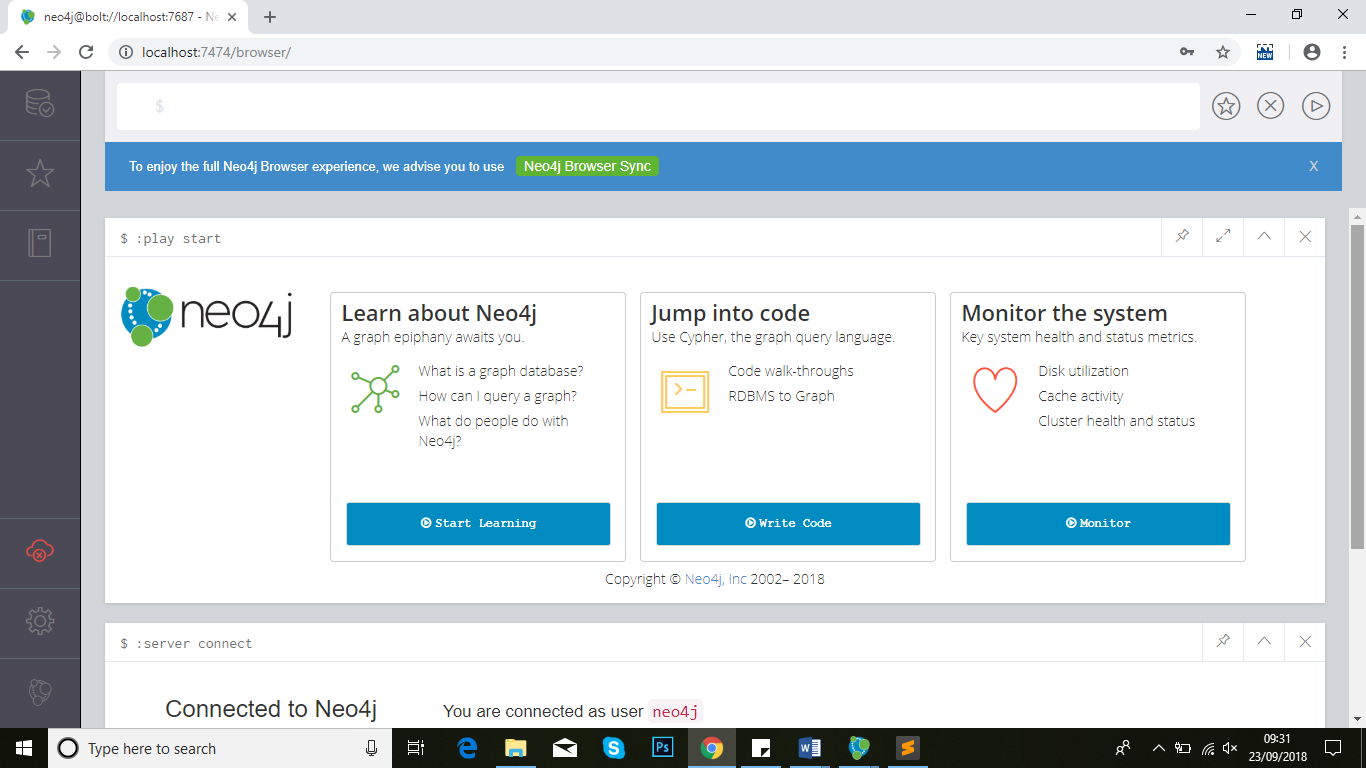 neo4j@bolt://localhost:7687 - Ne
localhost:7474/browser/
NEW
$
To enjoy the full Neo4j Browser experience, we advise you to use Neo4j Browser Sync X
$ :play start
neo4j
Learn about Neo4j
A graph epiphany awaits you.
What is a graph database?
How can I query a graph?
What do people do with
Neo4j?
Start Learning
Jump into code
Use Cypher, the graph query language.
Code walk-throughs
RDBMS to Graph
Write Code
Monitor the system
Key system health and status metrics.
Disk utilization
Cache activity
Cluster health and status
Monitor
Copyright © Neo4j, Inc 2002– 2018
$ :server connect
Connected to Neo4j
You are connected as user neo4j
Type here to search
Ps
09:31
23/09/2018